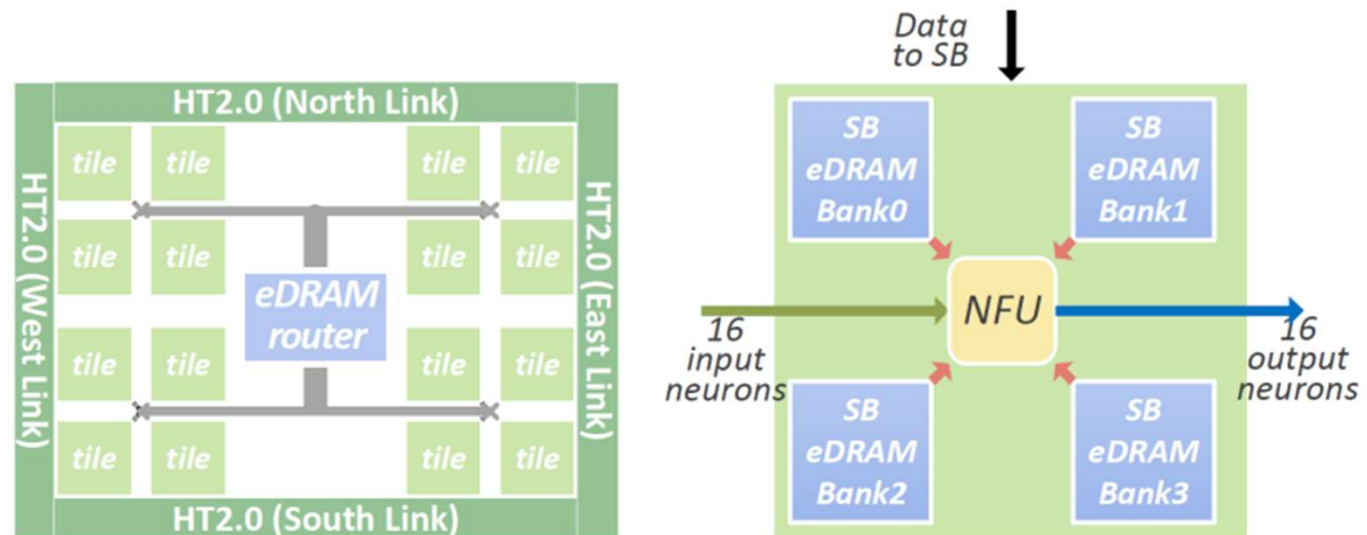 HT2.0 (North Link)
HT2.0 (West Link)
HT2.0 (East Link)
tile tile tile tile
tile tile tile tile
eDRAM
router
tile tile tile tile
tile tile tile tile
HT2.0 (South Link)
Data
to SB
SB
eDRAM
Bank0
SB
eDRAM
Bank1
NFU
16
input
neurons
16
output
neurons
SB
eDRAM
Bank2
SB
eDRAM
Bank3